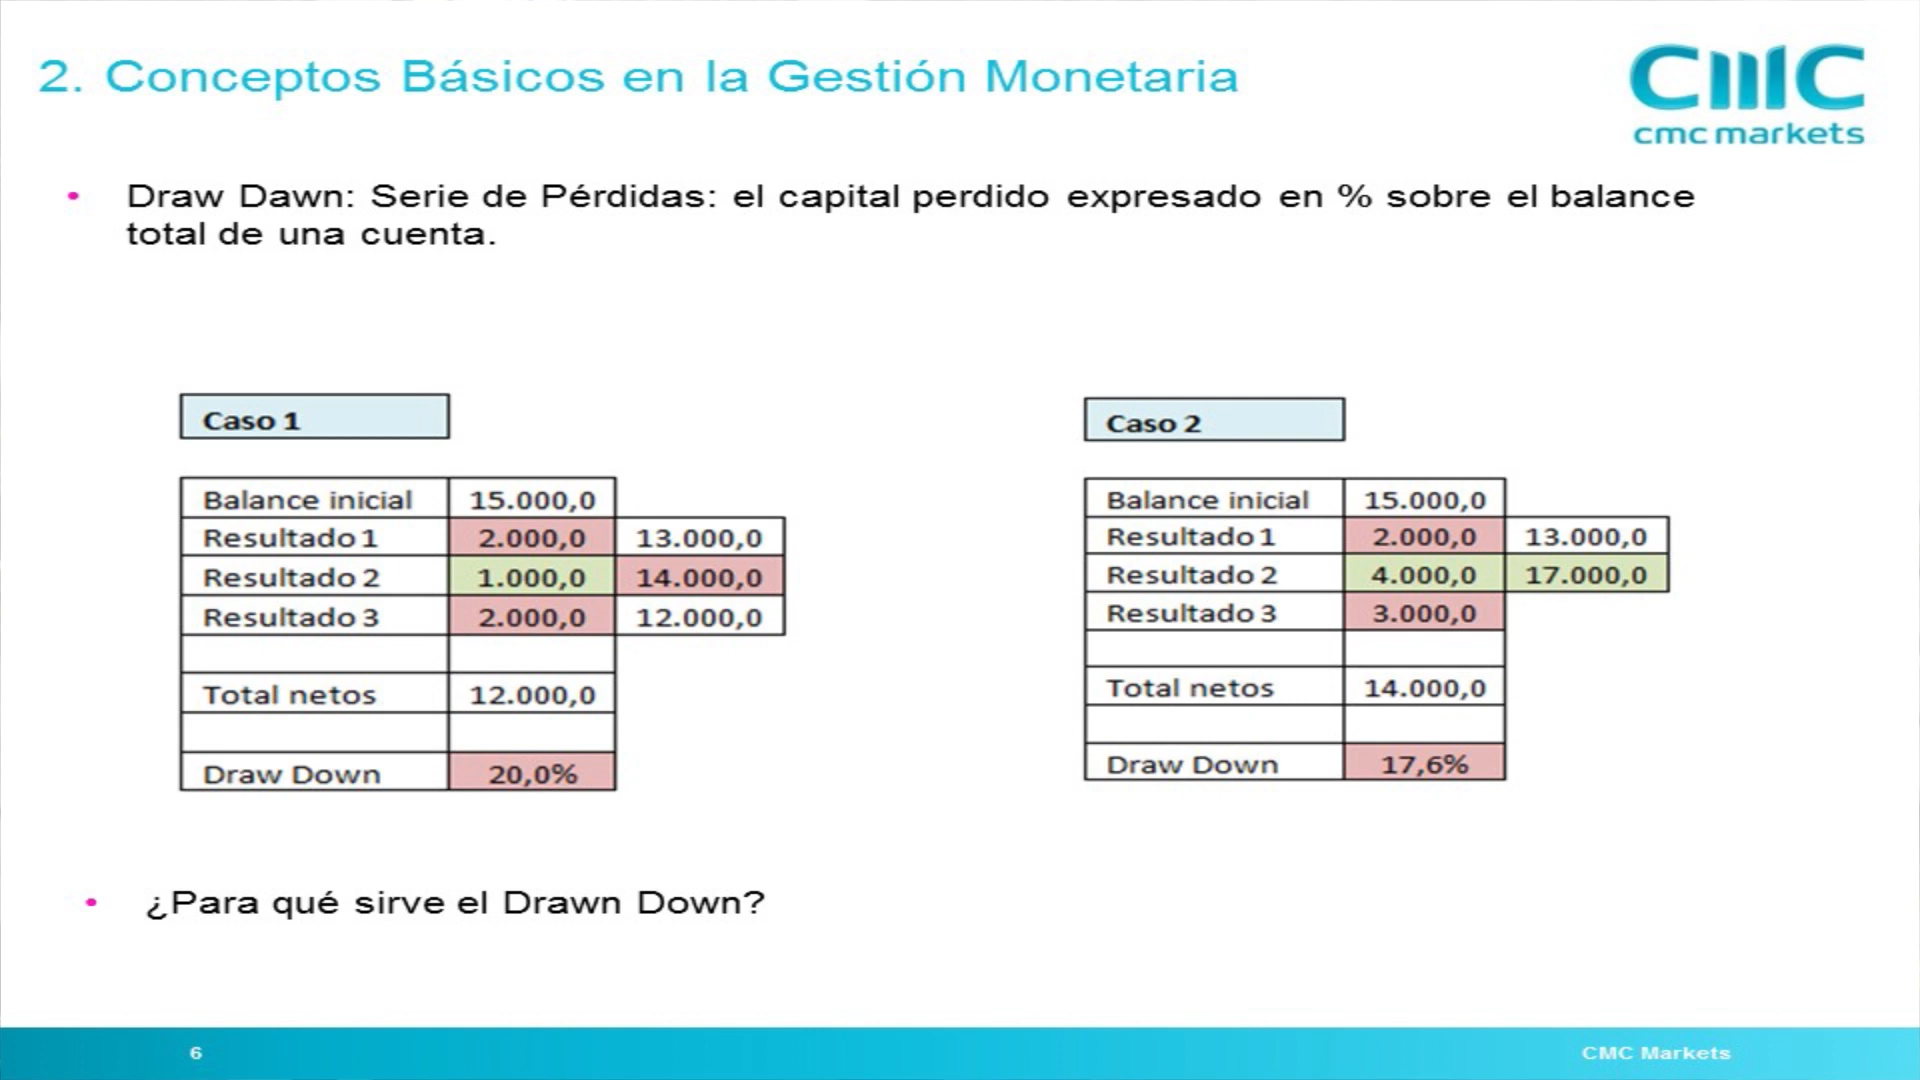 2. Conceptos Básicos en la Gestión Monetaria
CMC
cmc markets
• Draw Dawn: Serie de Pérdidas: el capital perdido expresado en % sobre el balance
total de una cuenta.
Caso 1
Balance inicial 15.000,0
Resultado 1 2.000,0 13.000,0
Resultado 2 1.000,0 14.000,0
Resultado 3 2.000,0 12.000,0
Total netos 12.000,0
Draw Down 20,0%
Caso 2
Balance inicial 15.000,0
Resultado 1 2.000,0 13.000,0
Resultado 2 4.000,0 17.000,0
Resultado 3 3.000,0
Total netos 14.000,0
Draw Down 17,6%
• ¿Para qué sirve el Drawn Down?
6
CMC Markets